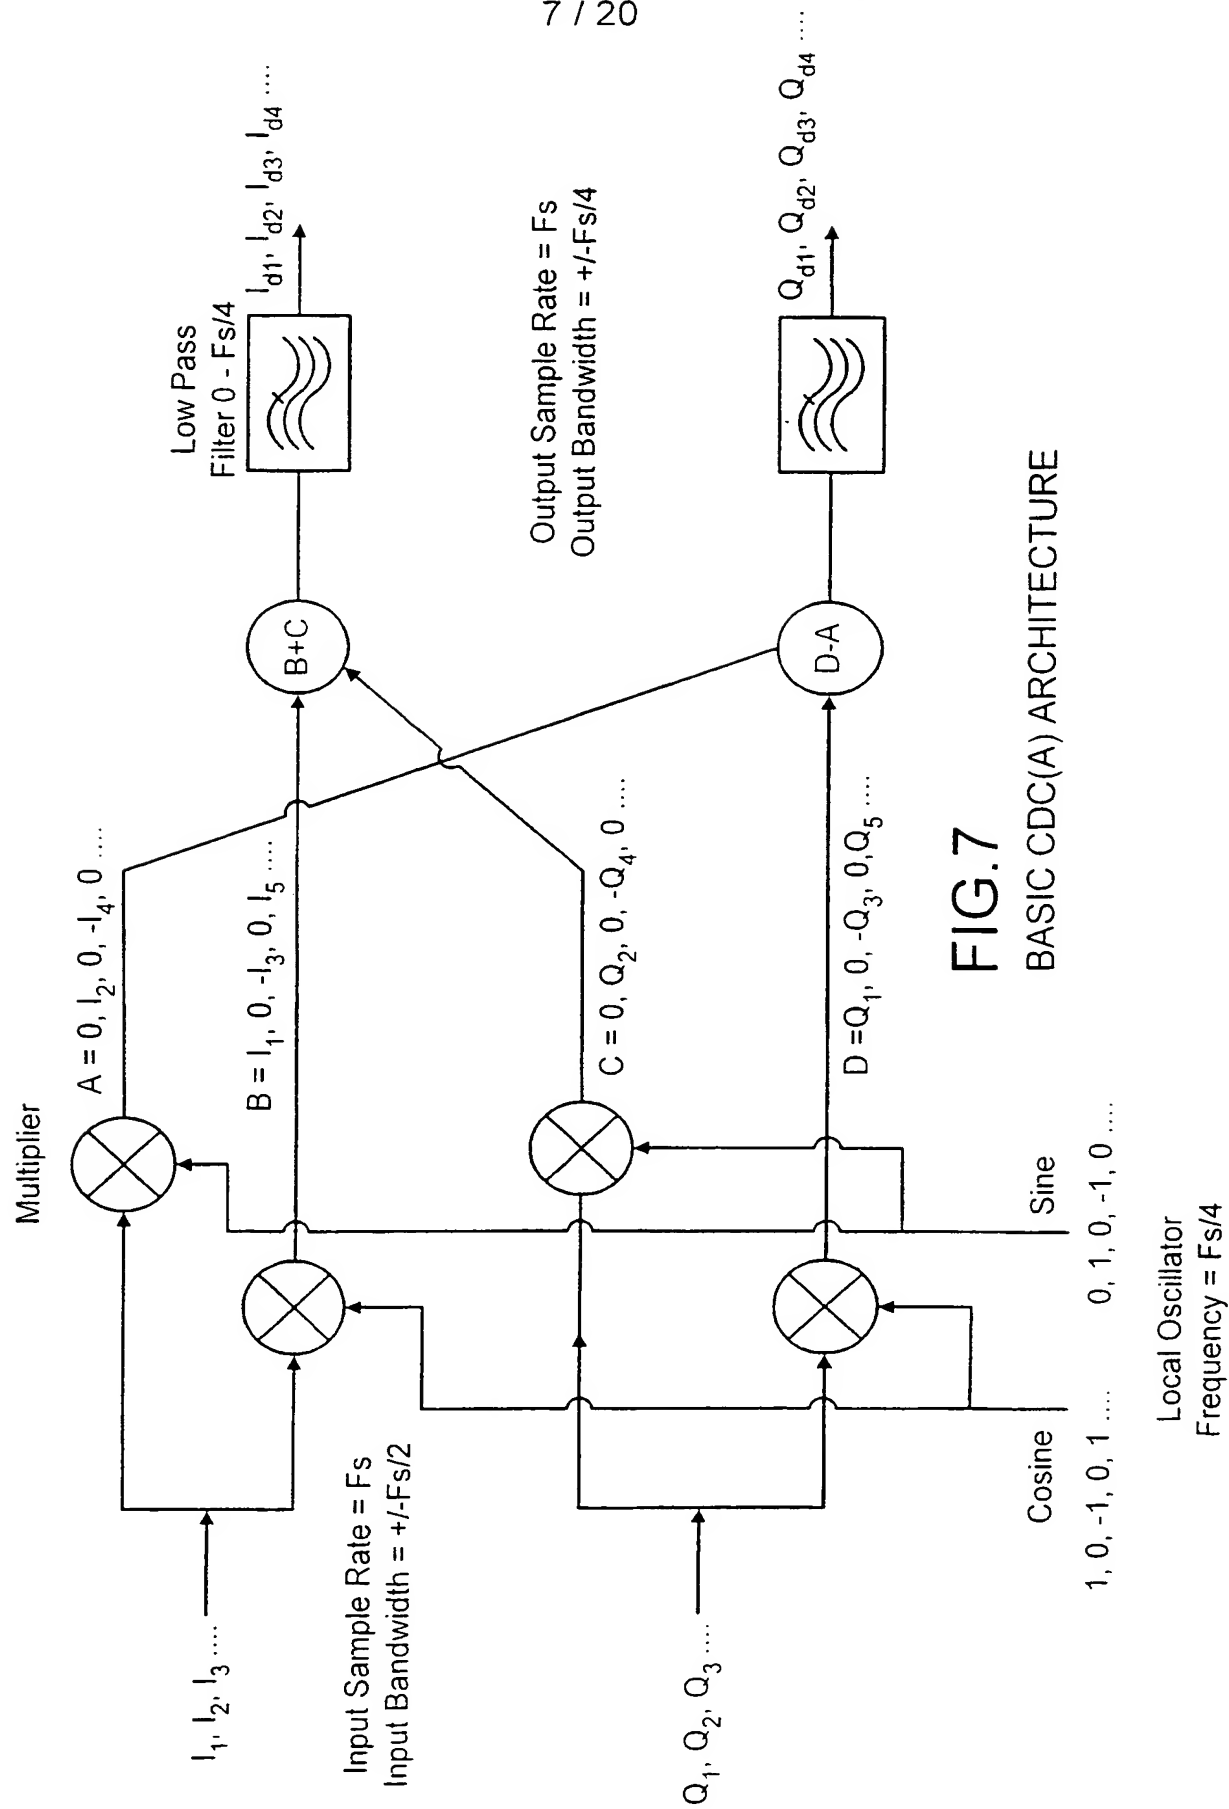 7 / 20
Multiplier
A = 0, I2, 0, -I4, 0 ....
B = I1, 0, -I3, 0, I5 .....
C = 0, Q2, 0, -Q4, 0 ....
D =Q1, 0, -Q3, 0,Q5 ....
I1, I2, I3 ....
Input Sample Rate = Fs
Input Bandwidth = +/-Fs/2
Q1, Q2, Q3 ....
Cosine
1, 0, -1, 0, 1 ....
Sine
0, 1, 0, -1, 0 ....
Local Oscillator
Frequency = Fs/4
B+C
D-A
Low Pass
Filter 0 - Fs/4
Id1, Id2, Id3, Id4 ....
Output Sample Rate = Fs
Output Bandwidth = +/-Fs/4
Qd1, Qd2, Qd3, Qd4 ....
FIG.7
BASIC CDC(A) ARCHITECTURE